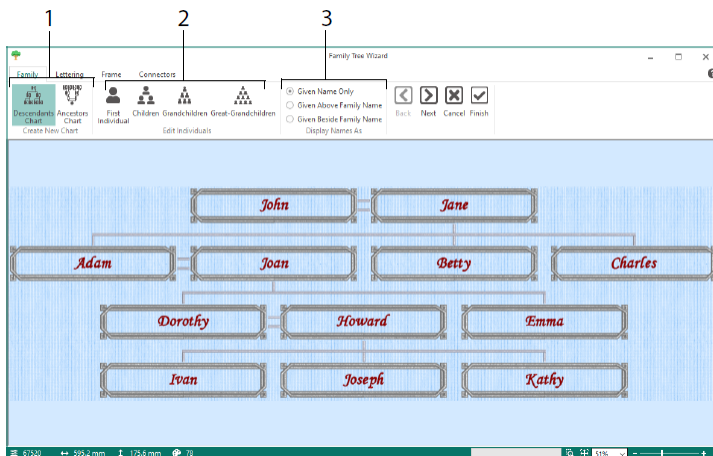 1 2 3
Family Tree Wizard
Family Lettering Frame Connectors
Descendants Chart
Ancestors Chart
Create New Chart
First Individual
Children
Grandchildren
Great-Grandchildren
Edit Individuals
Given Name Only
Given Above Family Name
Given Beside Family Name
Display Names As
Back Next Cancel Finish
John Jane
Adam Joan Betty Charles
Dorothy Howard Emma
Ivan Joseph Kathy
67520 595.2 mm 175.6 mm 78 51%